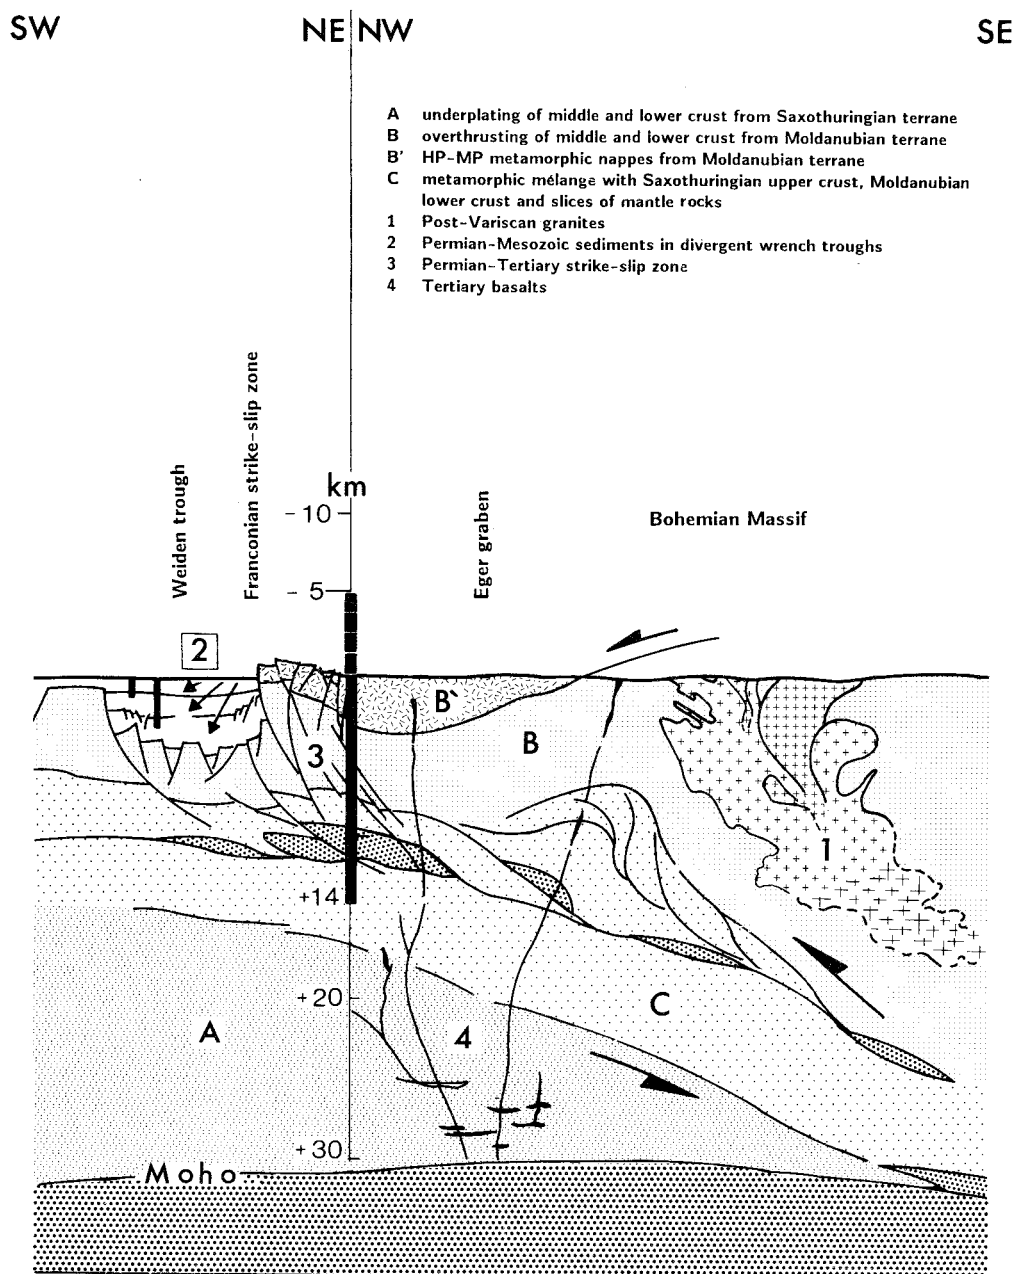 SW
NE
NW
SE
A underplating of middle and lower crust from Saxothuringian terrane
B overthrusting of middle and lower crust from Moldanubian terrane
B' HP-MP metamorphic nappes from Moldanubian terrane
C metamorphic mélange with Saxothuringian upper crust, Moldanubian
lower crust and slices of mantle rocks
1 Post-Variscan granites
2 Permian-Mesozoic sediments in divergent wrench troughs
3 Permian-Tertiary strike-slip zone
4 Tertiary basalts
Weiden trough
Franconian strike-slip zone
km
Eger graben
Bohemian Massif
-10
-5
2
B`
B
3
1
+14
+20
C
A
4
+30
Moho